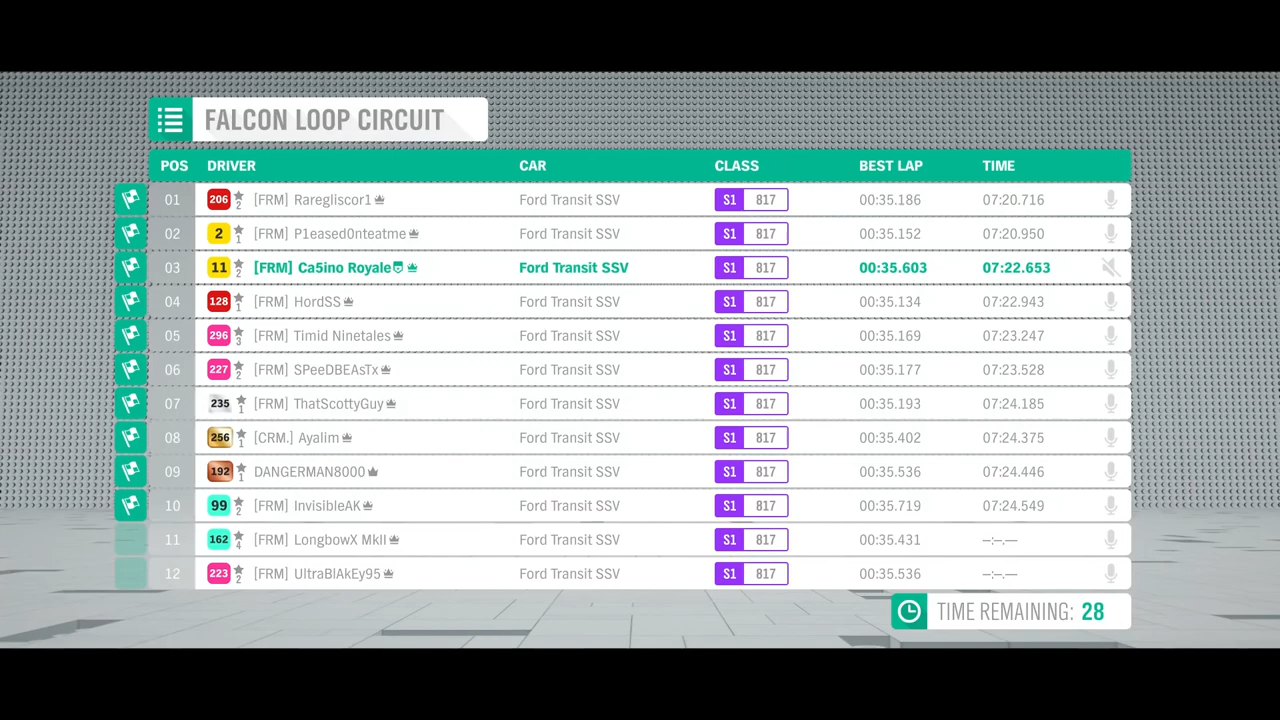 FALCON LOOP CIRCUIT
POS DRIVER CAR CLASS BEST LAP TIME
01 206 2 [FRM] Raregliscor1 Ford Transit SSV S1 817 00:35.186 07:20.716
02 2 1 [FRM] P1eased0nteatme Ford Transit SSV S1 817 00:35.152 07:20.950
03 11 2 [FRM] Ca5ino Royale Ford Transit SSV S1 817 00:35.603 07:22.653
04 128 1 [FRM] HordSS Ford Transit SSV S1 817 00:35.134 07:22.943
05 296 3 [FRM] Timid Ninetales Ford Transit SSV S1 817 00:35.169 07:23.247
06 227 2 [FRM] SPeeDBEAsTx Ford Transit SSV S1 817 00:35.177 07:23.528
07 235 1 [FRM] ThatScottyGuy Ford Transit SSV S1 817 00:35.193 07:24.185
08 256 1 [CRM.] Ayalim Ford Transit SSV S1 817 00:35.402 07:24.375
09 192 1 DANGERMAN8000 Ford Transit SSV S1 817 00:35.536 07:24.446
10 99 2 [FRM] InvisibleAK Ford Transit SSV S1 817 00:35.719 07:24.549
11 162 4 [FRM] LongbowX MkII Ford Transit SSV S1 817 00:35.431 --:--.---
12 223 2 [FRM] UltraBlAkEy95 Ford Transit SSV S1 817 00:35.536 --:--.---
TIME REMAINING: 28